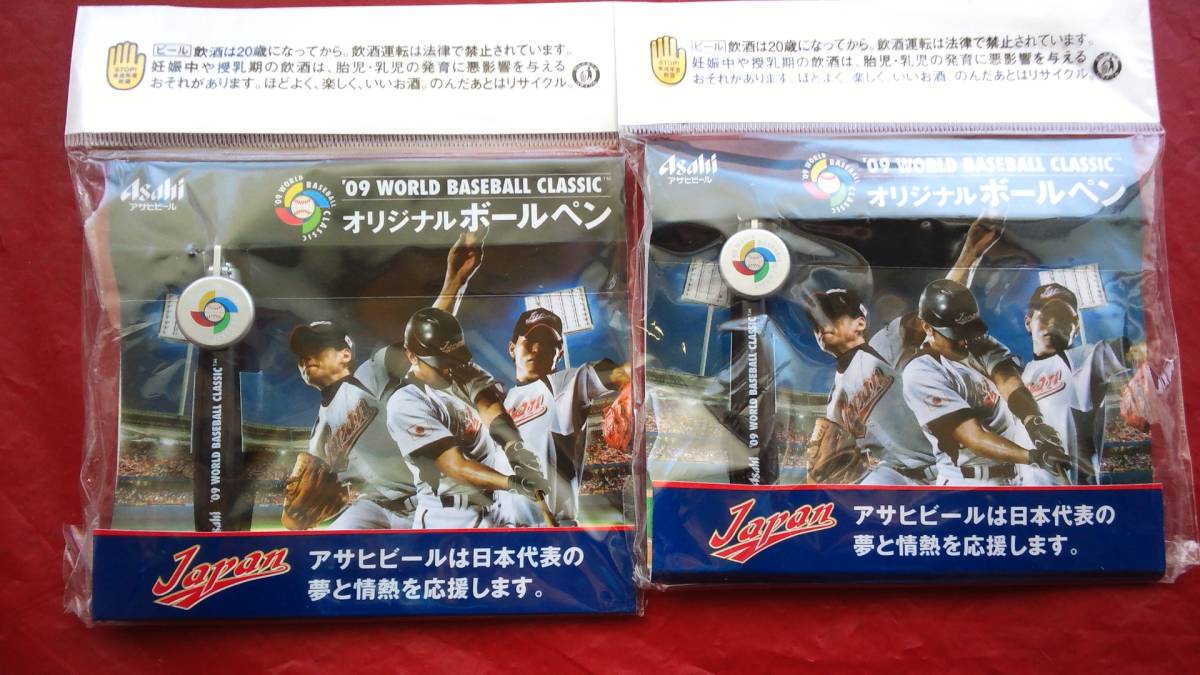 ビール 飲酒は20歳になってから。飲酒運転は法律で禁止されています。
妊娠中や授乳期の飲酒は、胎児・乳児の発育に悪影響を与える
おそれがあります。ほどよく、楽しく、いいお酒。のんだあとはリサイクル。
STOP!
Asahi
アサヒビール
'09 WORLD BASEBALL CLASSIC
'09 WORLD BASEBALL CLASSIC™
オリジナル ボールペン
'09 WORLD BASEBALL CLASSIC™
Japan
アサヒビールは日本代表の
夢と情熱を応援します。
ビール 飲酒は20歳になってから。飲酒運転は法律で禁止されています。
妊娠中や授乳期の飲酒は、胎児・乳児の発育に悪影響を与える
おそれがあります。ほどよく、楽しく、いいお酒。のんだあとはリサイクル。
STOP!
Asahi
アサヒビール
'09 WORLD BASEBALL CLASSIC
オリジナル ボールペン
Asahi '09 WORLD BASEBALL CLASSIC™
Japan
アサヒビールは日本代表の
夢と情熱を応援します。